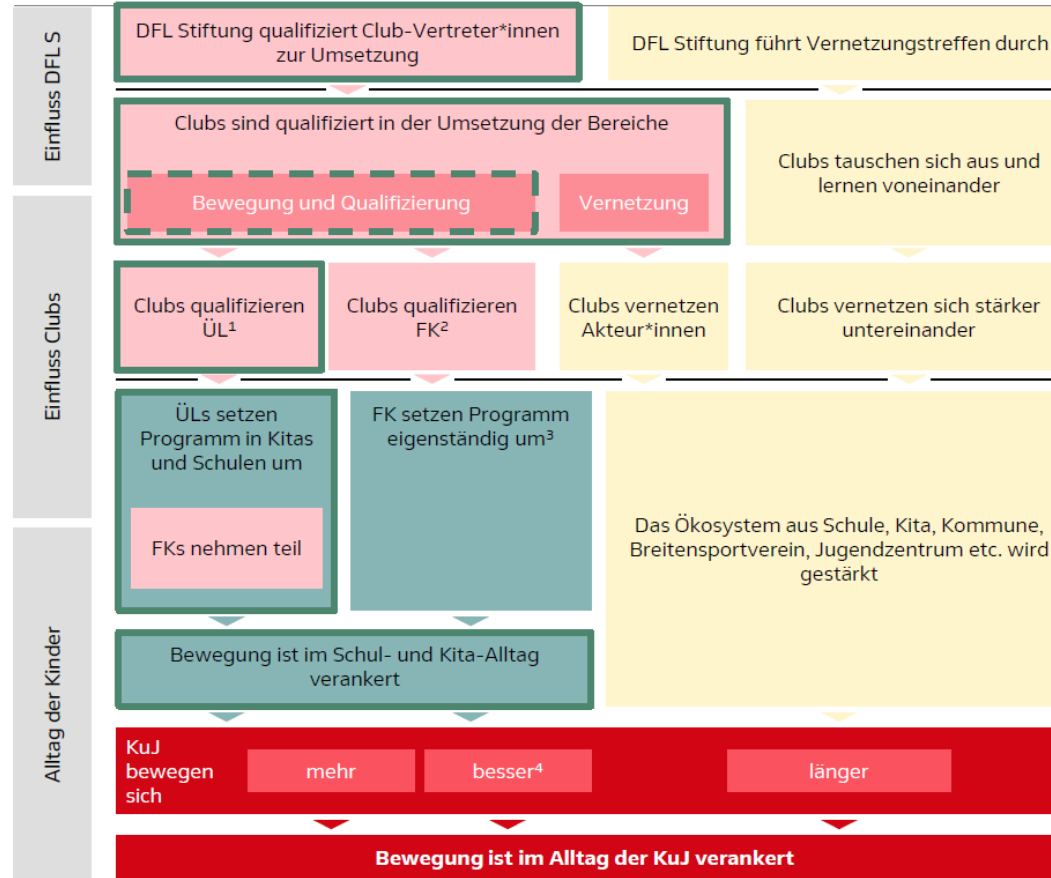 Einfluss DFL S
DFL Stiftung qualifiziert Club-Vertreter*innen
zur Umsetzung
DFL Stiftung führt Vernetzungstreffen durch
Clubs sind qualifiziert in der Umsetzung der Bereiche
Bewegung und Qualifizierung
Vernetzung
Clubs tauschen sich aus und
lernen voneinander
Einfluss Clubs
Clubs qualifizieren
ÜL¹
Clubs qualifizieren
FK²
Clubs vernetzen
Akteur*innen
Clubs vernetzen sich stärker
untereinander
ÜLs setzen
Programm in Kitas
und Schulen um
FKs nehmen teil
FK setzen Programm
eigenständig um³
Das Ökosystem aus Schule, Kita, Kommune,
Breitensportverein, Jugendzentrum etc. wird
gestärkt
Alltag der Kinder
Bewegung ist im Schul- und Kita-Alltag
verankert
KuJ
bewegen
sich
mehr
besser⁴
länger
Bewegung ist im Alltag der KuJ verankert